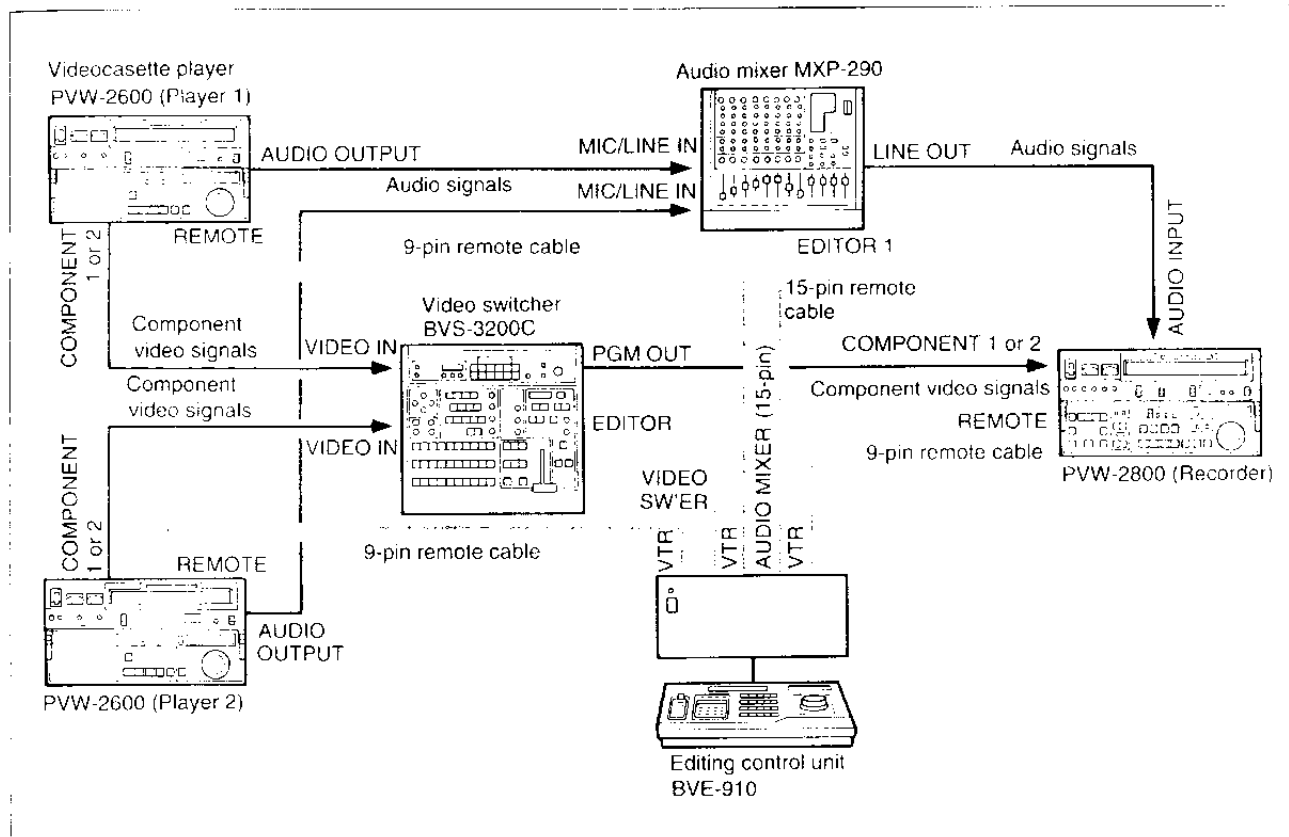 Videocasette player
PVW-2600 (Player 1)
Audio mixer MXP-290
AUDIO OUTPUT
Audio signals
MIC/LINE IN
MIC/LINE IN
LINE OUT
Audio signals
REMOTE
COMPONENT
1 or 2
9-pin remote cable
EDITOR 1
AUDIO INPUT
15-pin remote
cable
Component
video signals
VIDEO IN
Video switcher
BVS-3200C
PGM OUT
COMPONENT 1 or 2
Component video signals
Component
video signals
VIDEO IN
EDITOR
REMOTE
9-pin remote cable
PVW-2800 (Recorder)
COMPONENT
1 or 2
VIDEO
SW'ER
AUDIO MIXER (15-pin)
9-pin remote cable
VTR
VTR
VTR
REMOTE
AUDIO
OUTPUT
PVW-2600 (Player 2)
Editing control unit
BVE-910